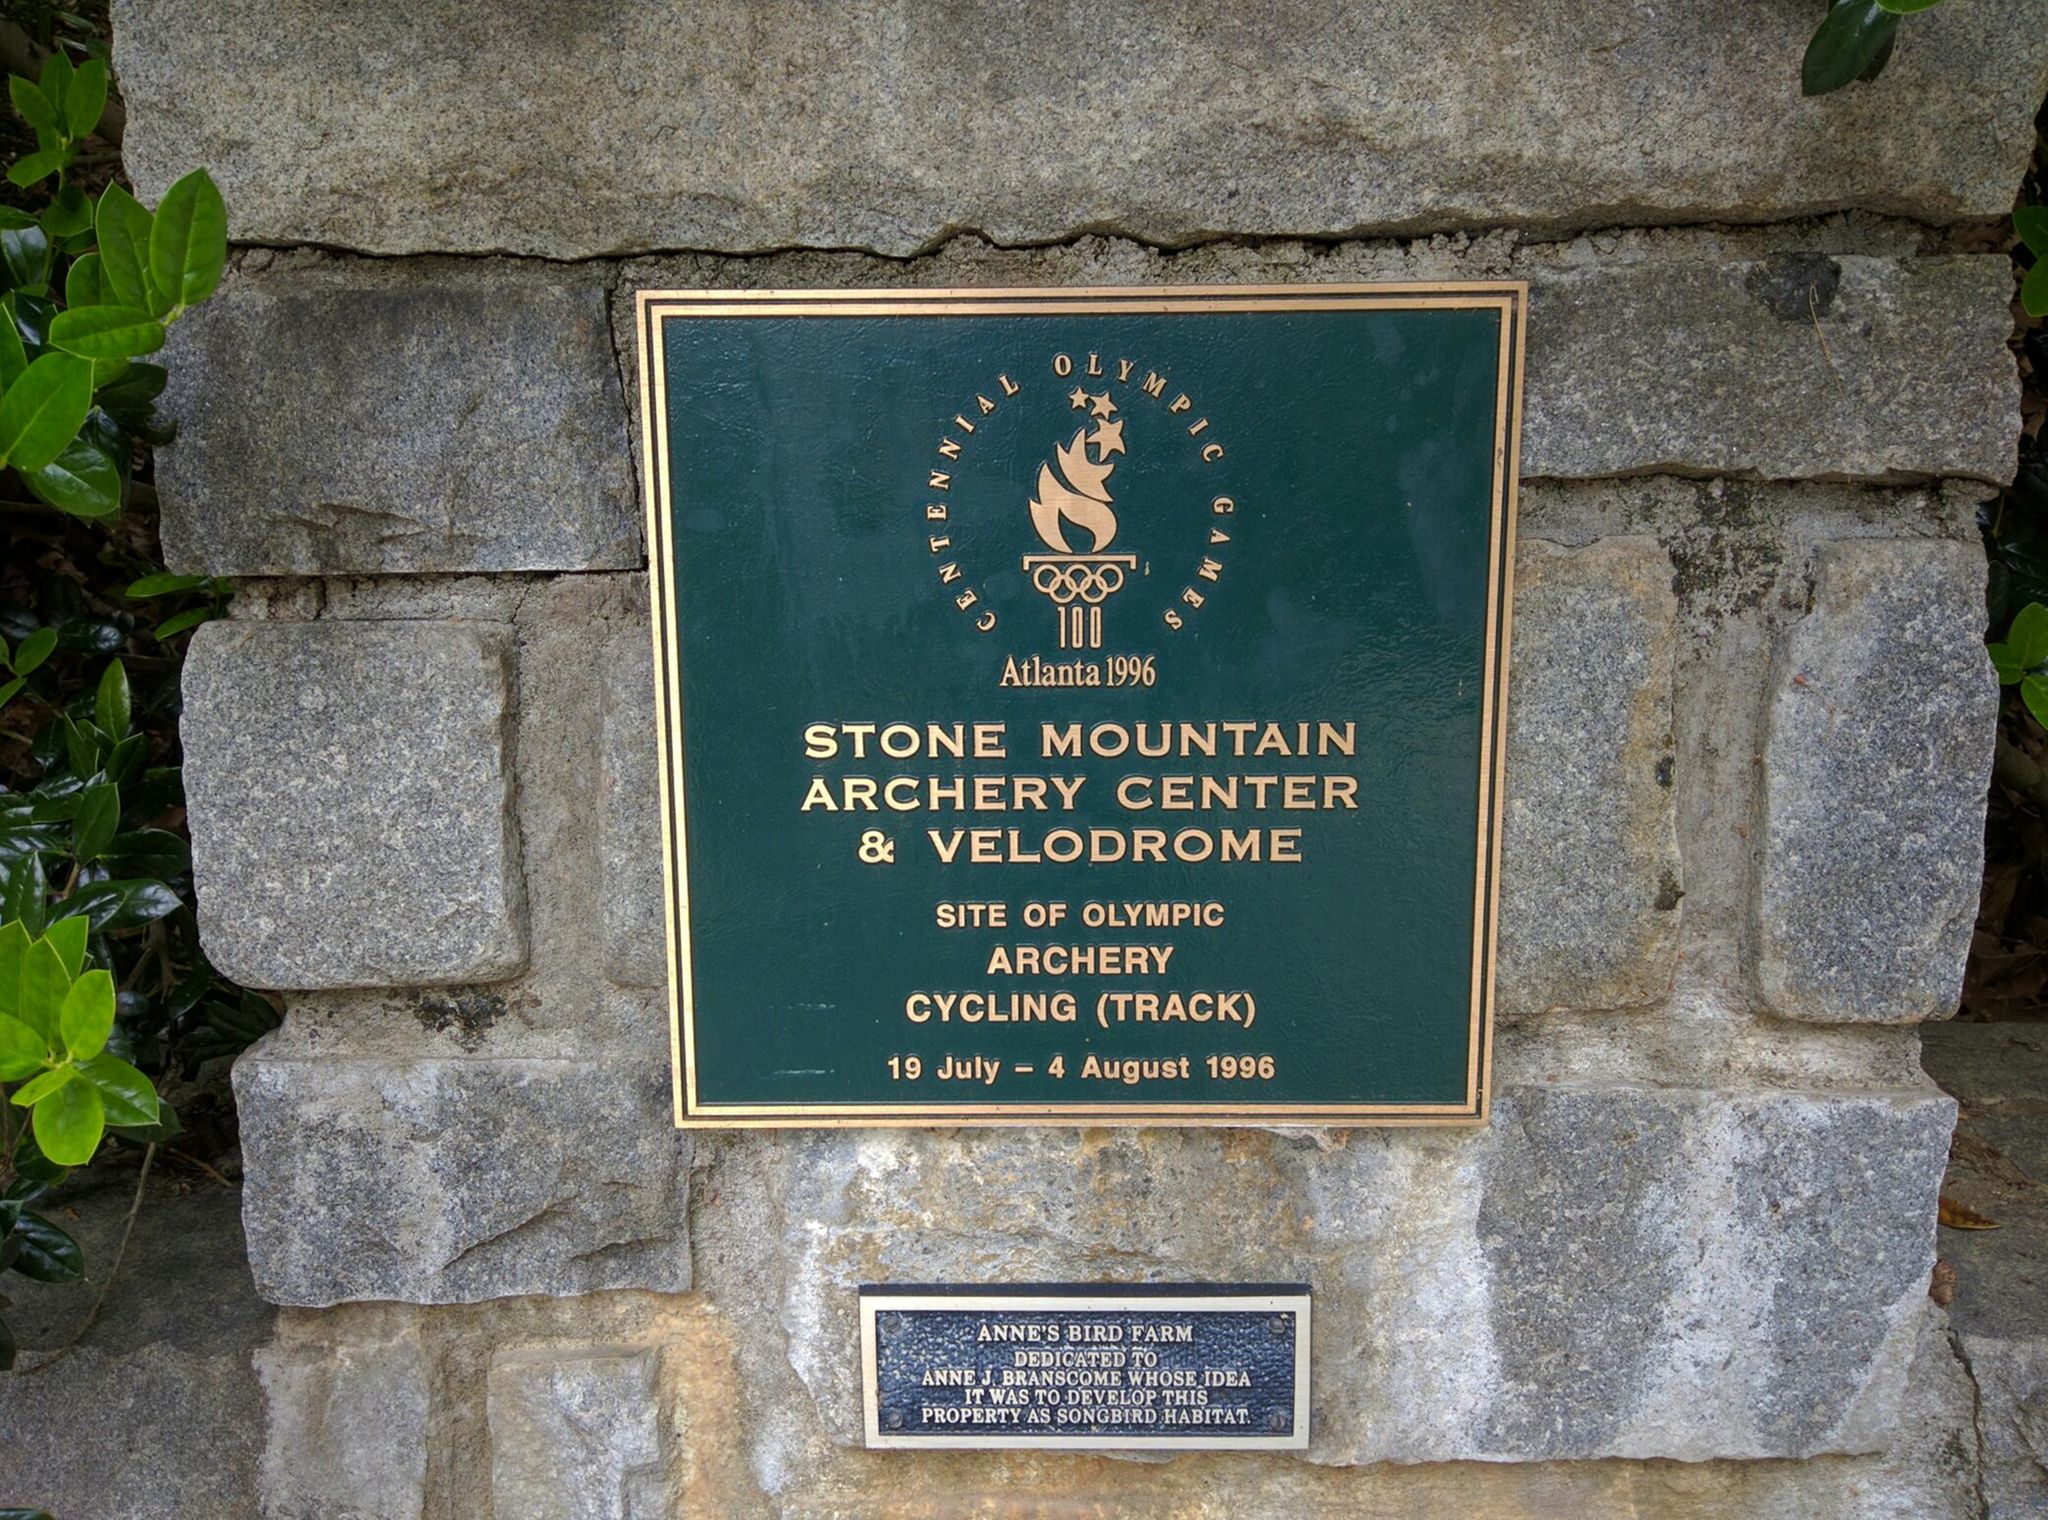 CENTENNIAL OLYMPIC GAMES
100
Atlanta 1996
STONE MOUNTAIN
ARCHERY CENTER
& VELODROME
SITE OF OLYMPIC
ARCHERY
CYCLING (TRACK)
19 July – 4 August 1996
ANNE'S BIRD FARM
DEDICATED TO
ANNE J. BRANSCOME WHOSE IDEA
IT WAS TO DEVELOP THIS
PROPERTY AS SONGBIRD HABITAT.